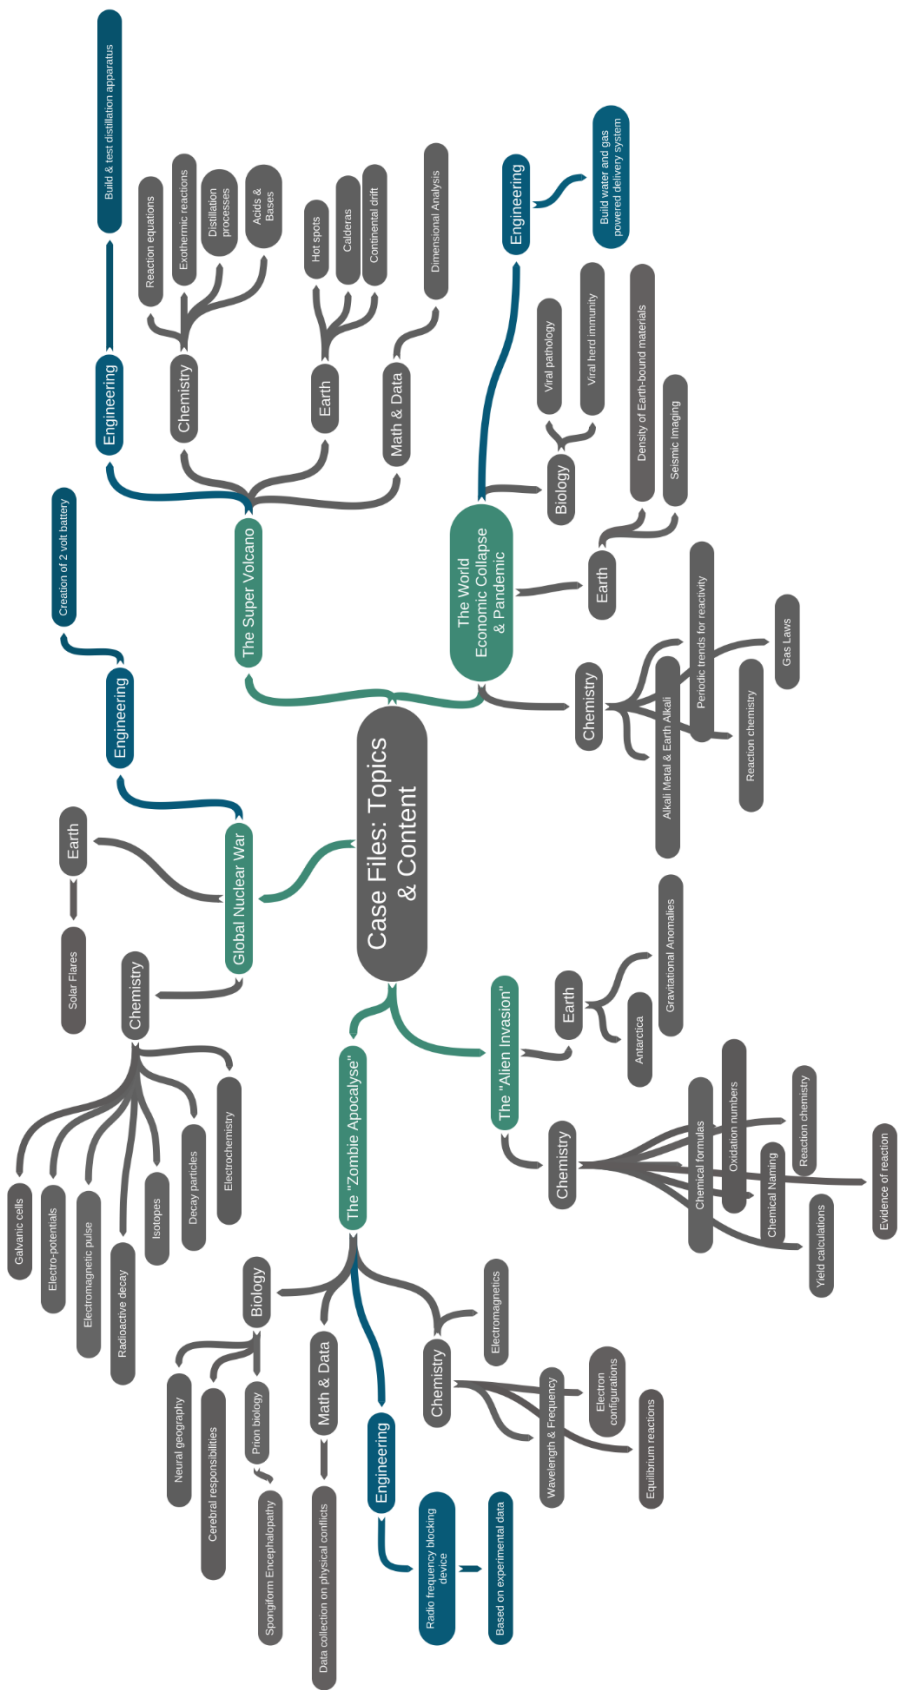 Case Files: Topics
& Content
The Super Volcano
Engineering
Build & test distillation apparatus
Chemistry
Reaction equations
Exothermic reactions
Distillation
processes
Acids &
Bases
Earth
Hot spots
Calderas
Continental drift
Math & Data
Dimensional Analysis
The World
Economic Collapse
& Pandemic
Engineering
Build water and gas
powered delivery system
Biology
Viral pathology
Viral herd immunity
Earth
Density of Earth-bound materials
Seismic Imaging
Chemistry
Alkali Metal & Earth Alkali
Periodic trends for reactivity
Reaction chemistry
Gas Laws
Global Nuclear War
Engineering
Creation of 2 volt battery
Earth
Solar Flares
Chemistry
Galvanic cells
Electro-potentials
Electromagnetic pulse
Radioactive decay
Isotopes
Decay particles
Electrochemistry
The "Zombie Apocalyse"
Biology
Neural geography
Cerebral responsibilities
Prion biology
Spongiform Encephalopathy
Math & Data
Data collection on physical conflicts
Engineering
Radio frequency blocking
device
Based on experimental data
Chemistry
Electromagnetics
Wavelength & Frequency
Electron
configurations
Equilibrium reactions
The "Alien Invasion"
Earth
Antarctica
Gravitational Anomalies
Chemistry
Chemical formulas
Oxidation numbers
Chemical Naming
Reaction chemistry
Yield calculations
Evidence of reaction